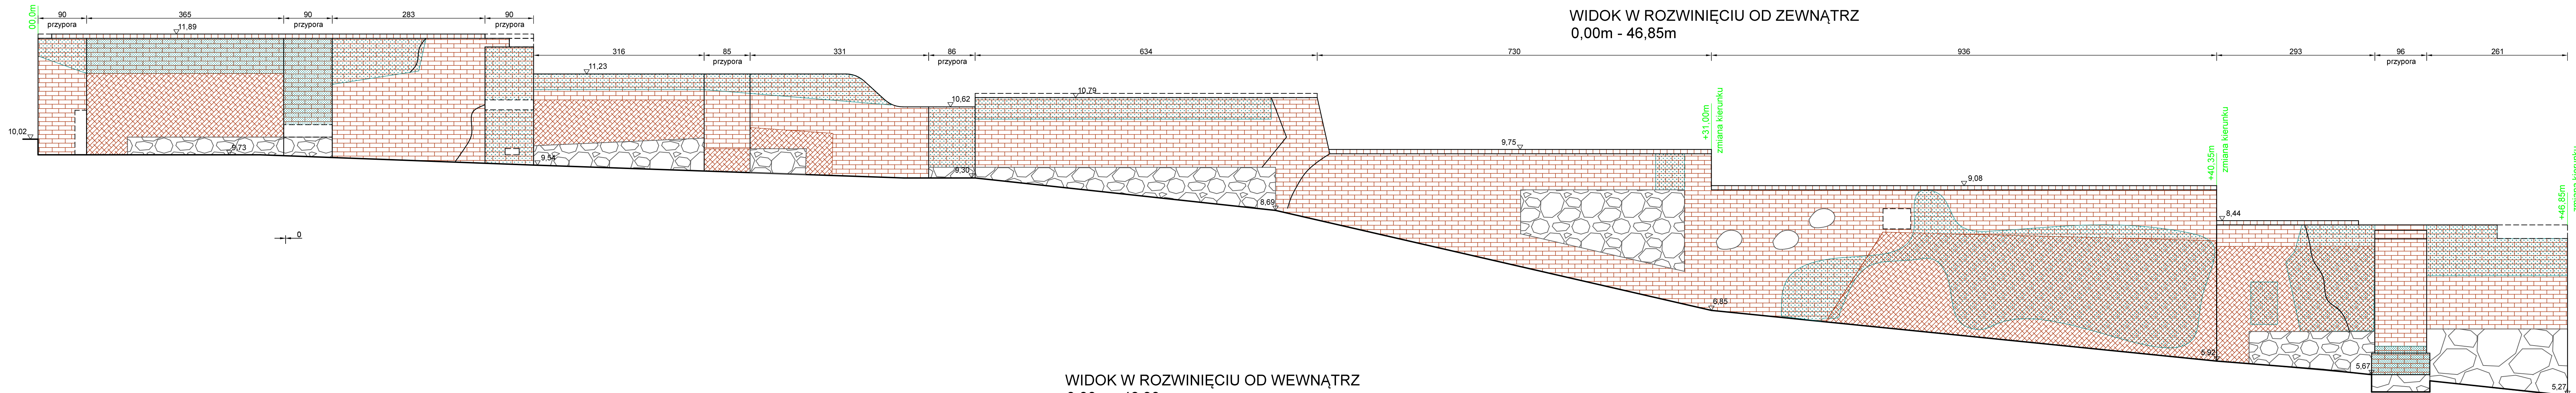 WIDOK W ROZWINIĘCIU OD ZEWNĄTRZ
0,00m - 46,85m
00,0m
90
365
90
283
90
przypora
przypora
przypora
11,89
316
85
331
86
634
730
936
293
96
261
przypora
przypora
przypora
11,23
10,79
10,62
10,02
9,73
9,54
9,30
8,69
9,75
+31,00m
zmiana kierunku
9,08
+40,35m
zmiana kierunku
8,44
+46,85m
6,85
5,92
5,67
5,27
0
WIDOK W ROZWINIĘCIU OD WEWNĄTRZ